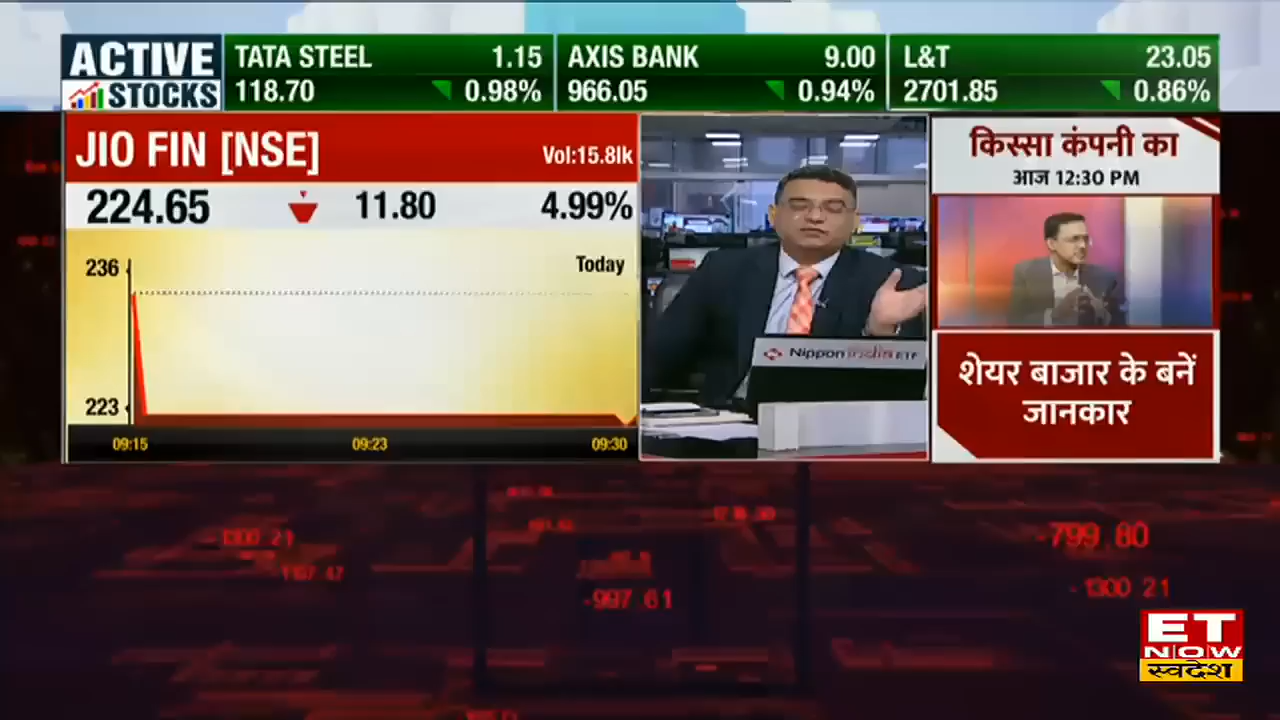 ACTIVE STOCKS
TATA STEEL 1.15
118.70 0.98%
AXIS BANK 9.00
966.05 0.94%
L&T 23.05
2701.85 0.86%
JIO FIN [NSE] Vol:15.8lk
224.65 11.80 4.99%
Today
236
223
09:15 09:23 09:30
Nippon India ETF
किस्सा कंपनी का
आज 12:30 PM
शेयर बाजार के बनें
जानकार
-799.80
-1300 21
-1300 21
-997.61
ET
NOW
स्वदेश